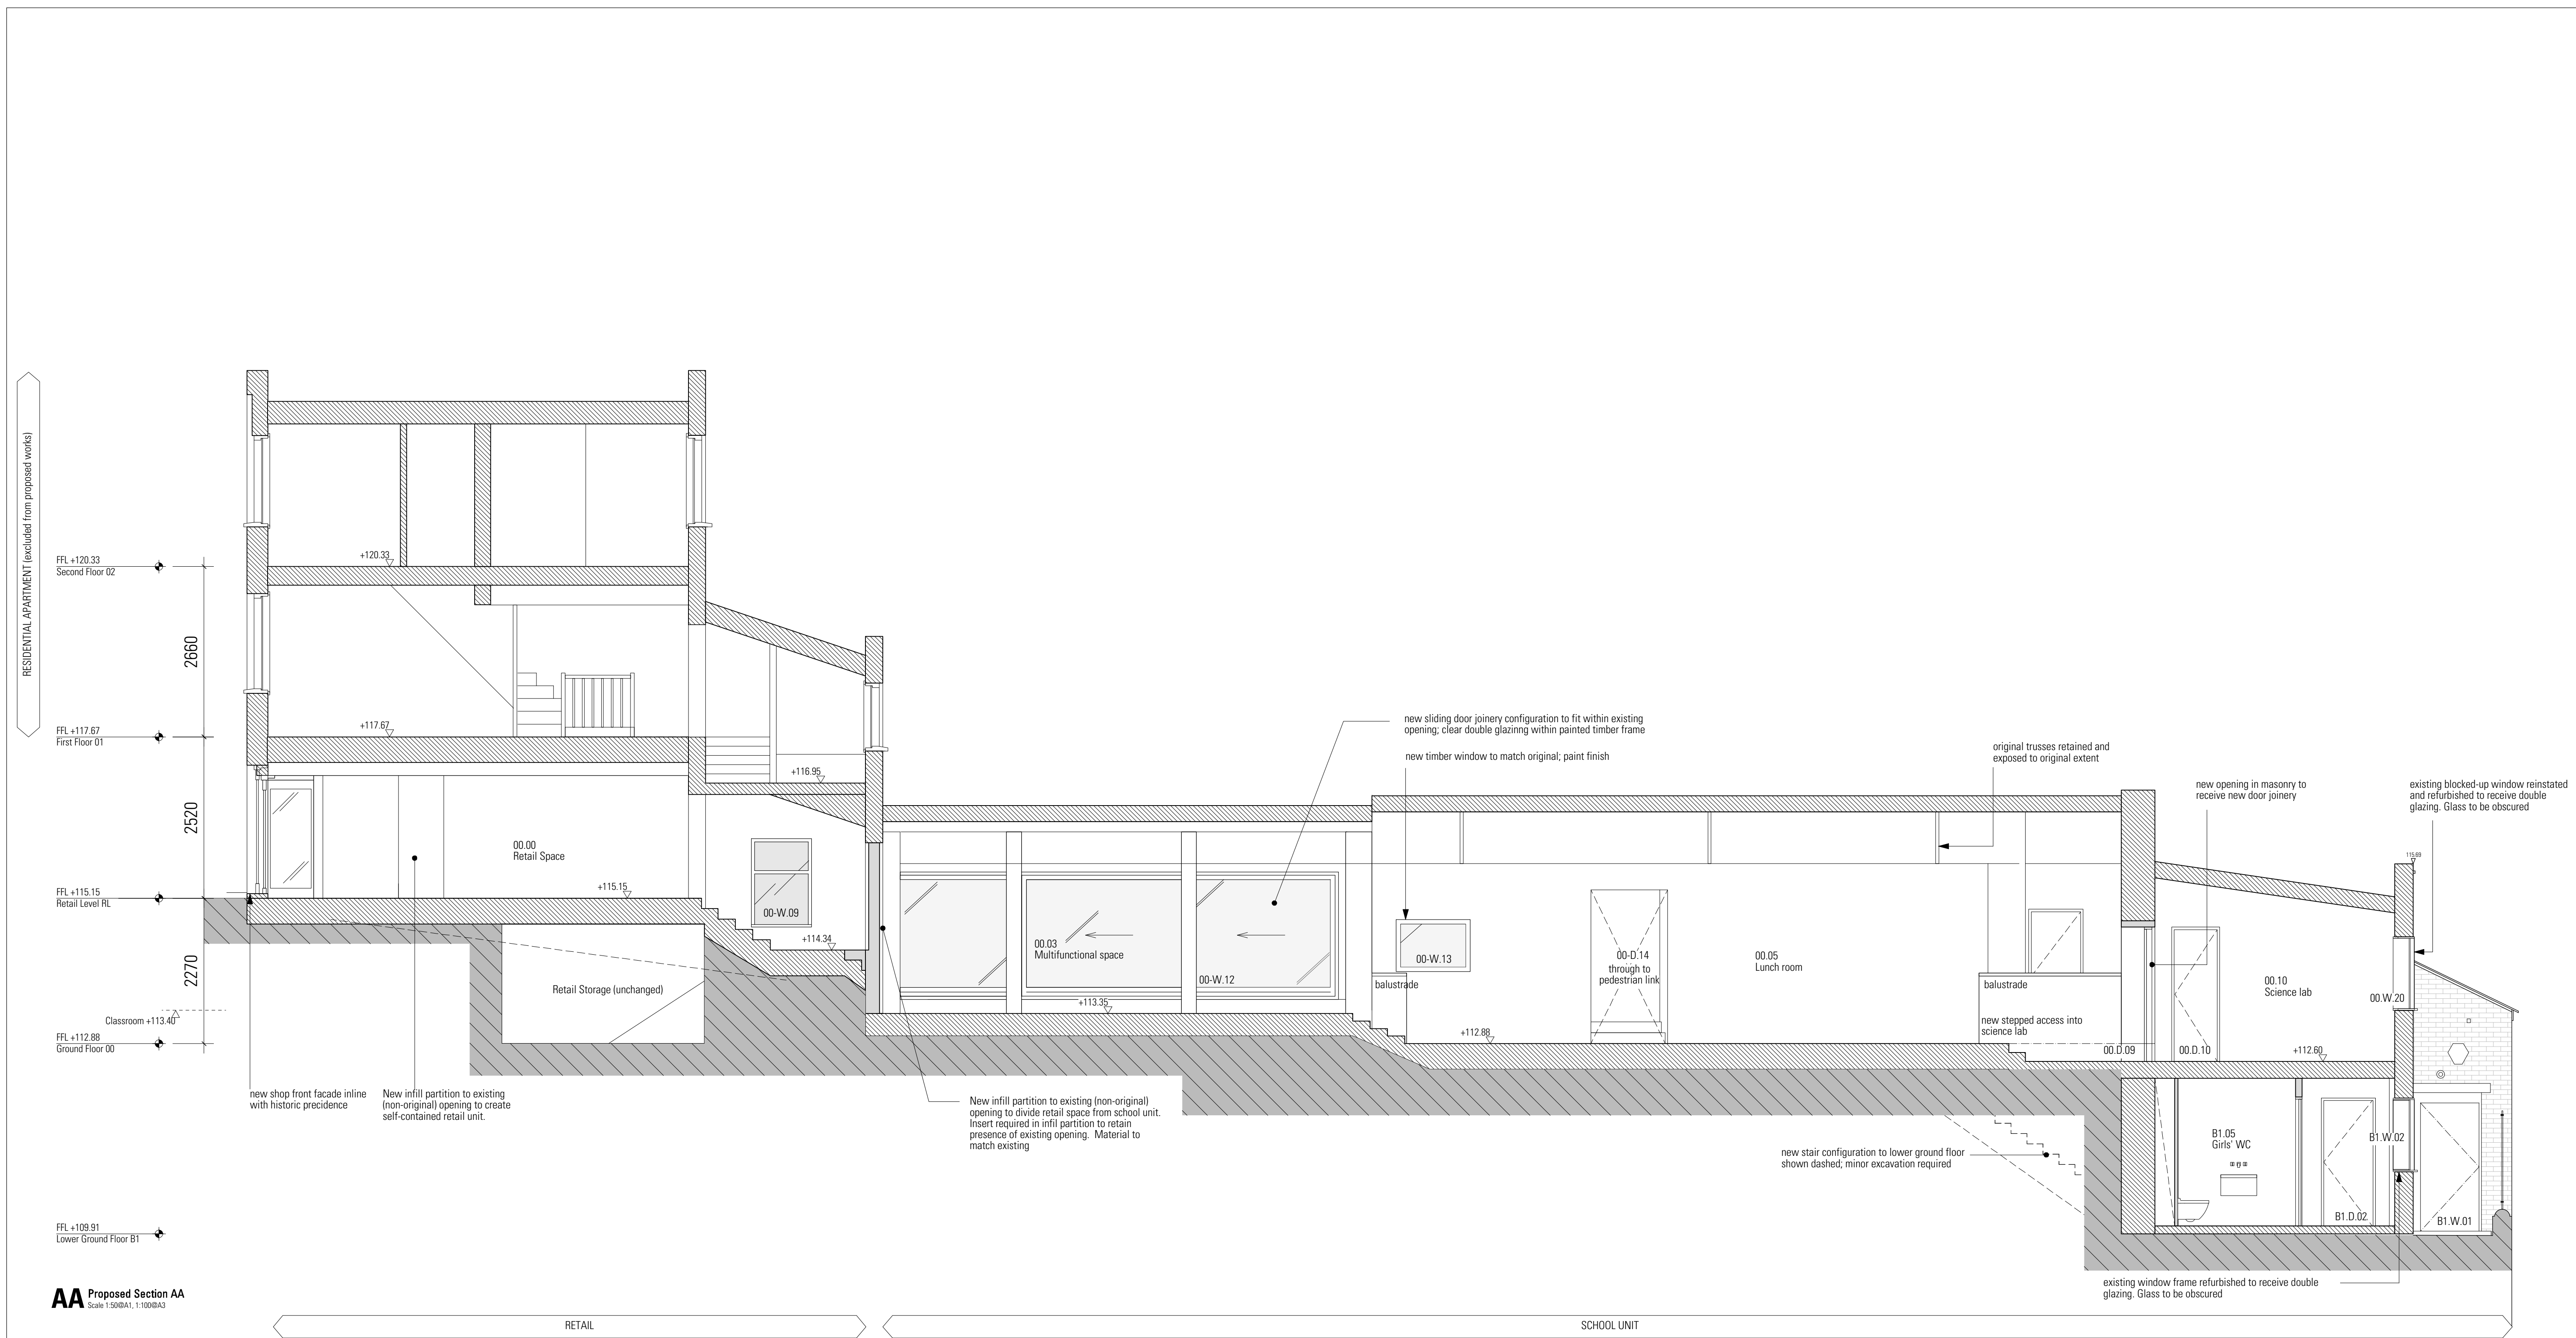 RESIDENTIAL APARTMENT (excluded from proposed works)
FFL +120.33
Second Floor 02
+120.33
2660
FFL +117.67
First Floor 01
+117.67
+116.95
2520
00.00
Retail Space
FFL +115.15
Retail Level RL
+115.15
00-W.09
+114.34
2270
Retail Storage (unchanged)
Classroom +113.40
FFL +112.88
Ground Floor 00
new shop front facade inline
with historic precidence
New infill partition to existing
(non-original) opening to create
self-contained retail unit.
New infill partition to existing (non-original)
opening to divide retail space from school unit.
Insert required in infil partition to retain
presence of existing opening.  Material to
match existing
new sliding door joinery configuration to fit within existing
opening; clear double glazinng within painted timber frame
new timber window to match original; paint finish
original trusses retained and
exposed to original extent
new opening in masonry to
receive new door joinery
existing blocked-up window reinstated
and refurbished to receive double
glazing. Glass to be obscured
115.69
00.03
Multifunctional space
00-W.12
+113.35
00-W.13
balustrade
00-D.14
through to
pedestrian link
00.05
Lunch room
+112.88
balustrade
new stepped access into
science lab
00.D.09
00.D.10
00.10
Science lab
00.W.20
+112.60
new stair configuration to lower ground floor
shown dashed; minor excavation required
B1.05
Girls' WC
B1.W.02
B1.D.02
B1.W.01
FFL +109.91
Lower Ground Floor B1
existing window frame refurbished to receive double
glazing. Glass to be obscured
AA Proposed Section AA
Scale 1:50@A1, 1:100@A3
RETAIL
SCHOOL UNIT